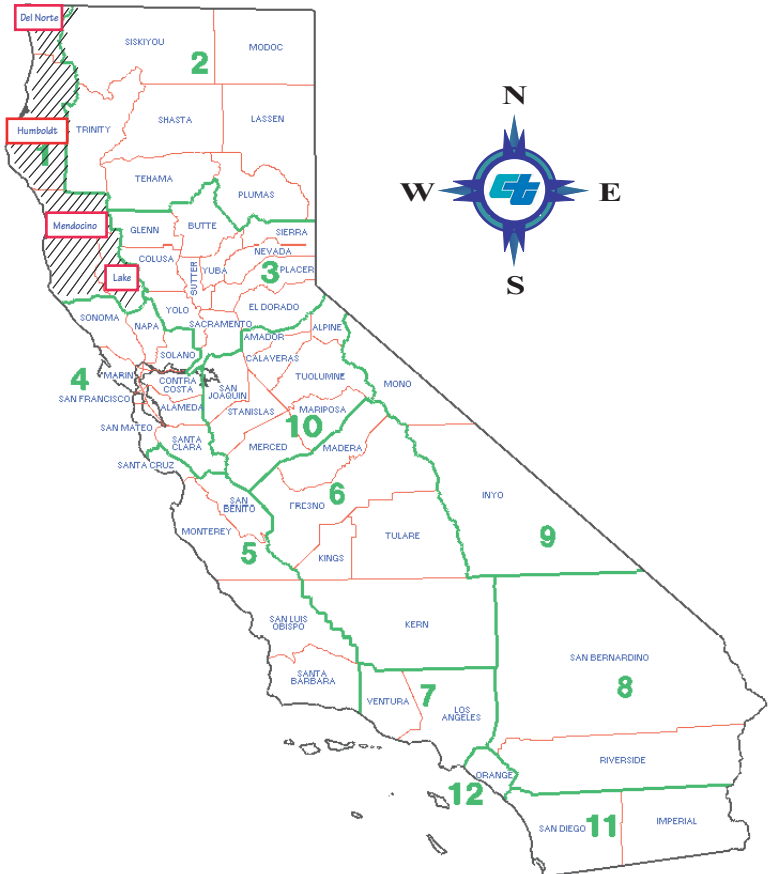 Del Norte
SISKIYOU
MODOC
2
N
Humboldt
1
TRINITY
SHASTA
LASSEN
W
ct
E
TEHAMA
PLUMAS
S
Mendocino
GLENN
BUTTE
SIERRA
Lake
COLUSA
SUTTER
YUBA
NEVADA
3
PLACER
SONOMA
NAPA
YOLO
SACRAMENTO
EL DORADO
SOLANO
AMADOR
ALPINE
4
MARIN
CONTRA
COSTA
SAN
JOAQUIN
CALAVERAS
TUOLUMNE
MONO
SAN FRANCISCO
ALAMEDA
STANISLAS
MARIPOSA
10
SAN MATEO
SANTA
CLARA
MERCED
MADERA
SANTA CRUZ
SAN
BENITO
FRESNO
6
INYO
MONTEREY
5
KINGS
TULARE
9
SAN LUIS
OBISPO
KERN
SAN BERNARDINO
8
SANTA
BARBARA
VENTURA
7
LOS
ANGELES
RIVERSIDE
ORANGE
12
SAN DIEGO
11
IMPERIAL